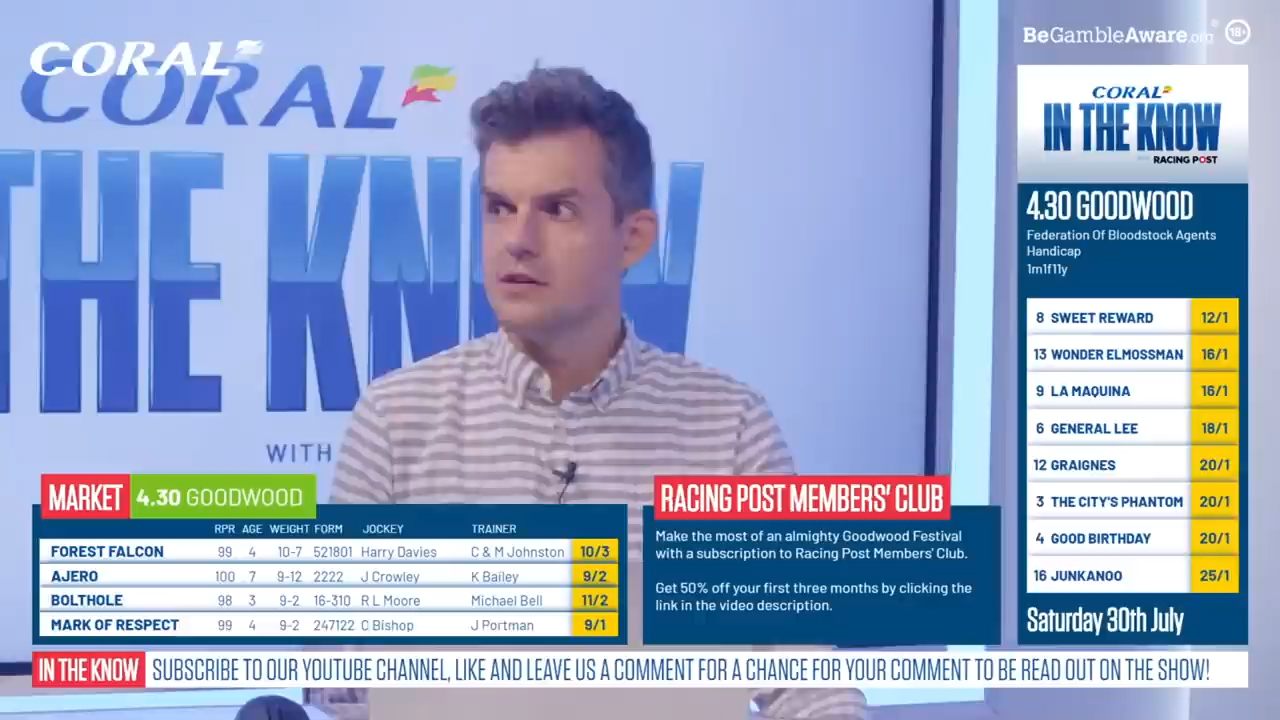 CORAL
CORAL
THE KNOW
WITH
BeGambleAware.org 18+
CORAL
IN THE KNOW
RACING POST
4.30 GOODWOOD
Federation Of Bloodstock Agents
Handicap
1m1f11y
8 SWEET REWARD 12/1
13 WONDER ELMOSSMAN 16/1
9 LA MAQUINA 16/1
6 GENERAL LEE 18/1
12 GRAIGNES 20/1
3 THE CITY'S PHANTOM 20/1
4 GOOD BIRTHDAY 20/1
16 JUNKANOO 25/1
Saturday 30th July
MARKET 4.30 GOODWOOD
RPR AGE WEIGHT FORM JOCKEY TRAINER
FOREST FALCON 99 4 10-7 521801 Harry Davies C & M Johnston 10/3
AJERO 100 7 9-12 2222 J Crowley K Bailey 9/2
BOLTHOLE 98 3 9-2 16-310 R L Moore Michael Bell 11/2
MARK OF RESPECT 99 4 9-2 247122 C Bishop J Portman 9/1
RACING POST MEMBERS' CLUB
Make the most of an almighty Goodwood Festival
with a subscription to Racing Post Members' Club.
Get 50% off your first three months by clicking the
link in the video description.
IN THE KNOW SUBSCRIBE TO OUR YOUTUBE CHANNEL, LIKE AND LEAVE US A COMMENT FOR A CHANCE FOR YOUR COMMENT TO BE READ OUT ON THE SHOW!